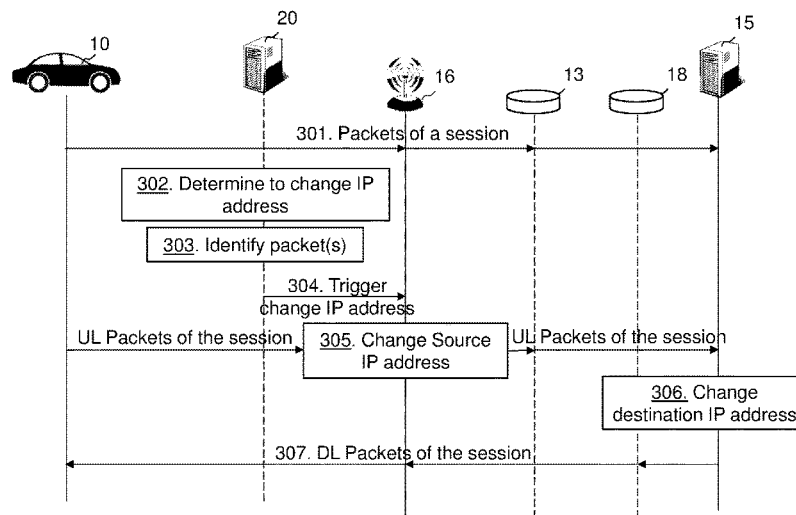 10
20
16
13
18
15
301. Packets of a session
302. Determine to change IP
address
303. Identify packet(s)
304. Trigger
change IP address
UL Packets of the session
305. Change Source
IP address
UL Packets of the session
306. Change
destination IP address
307. DL Packets of the session